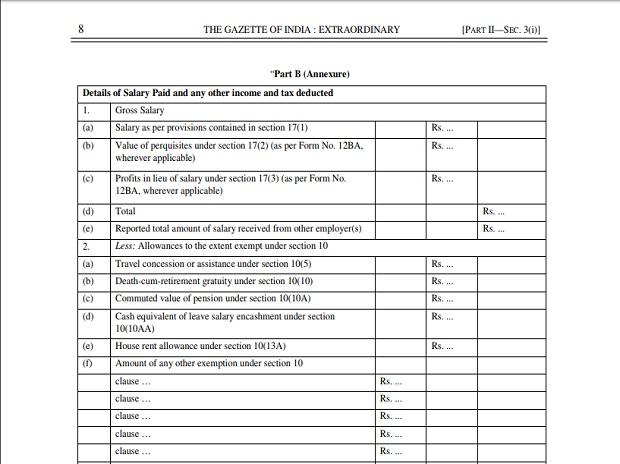 8 THE GAZETTE OF INDIA : EXTRAORDINARY [PART II—SEC. 3(i)]
"Part B (Annexure)
Details of Salary Paid and any other income and tax deducted
1. Gross Salary
(a) Salary as per provisions contained in section 17(1) Rs. ...
(b) Value of perquisites under section 17(2) (as per Form No. 12BA, Rs. ...
wherever applicable)
(c) Profits in lieu of salary under section 17(3) (as per Form No. Rs. ...
12BA, wherever applicable)
(d) Total Rs. ...
(e) Reported total amount of salary received from other employer(s) Rs. ...
2. Less: Allowances to the extent exempt under section 10
(a) Travel concession or assistance under section 10(5) Rs. ...
(b) Death-cum-retirement gratuity under section 10(10) Rs. ...
(c) Commuted value of pension under section 10(10A) Rs. ...
(d) Cash equivalent of leave salary encashment under section Rs. ...
10(10AA)
(e) House rent allowance under section 10(13A) Rs. ...
(f) Amount of any other exemption under section 10
clause ... Rs. ...
clause ... Rs. ...
clause ... Rs. ...
clause ... Rs. ...
clause ... Rs. ...